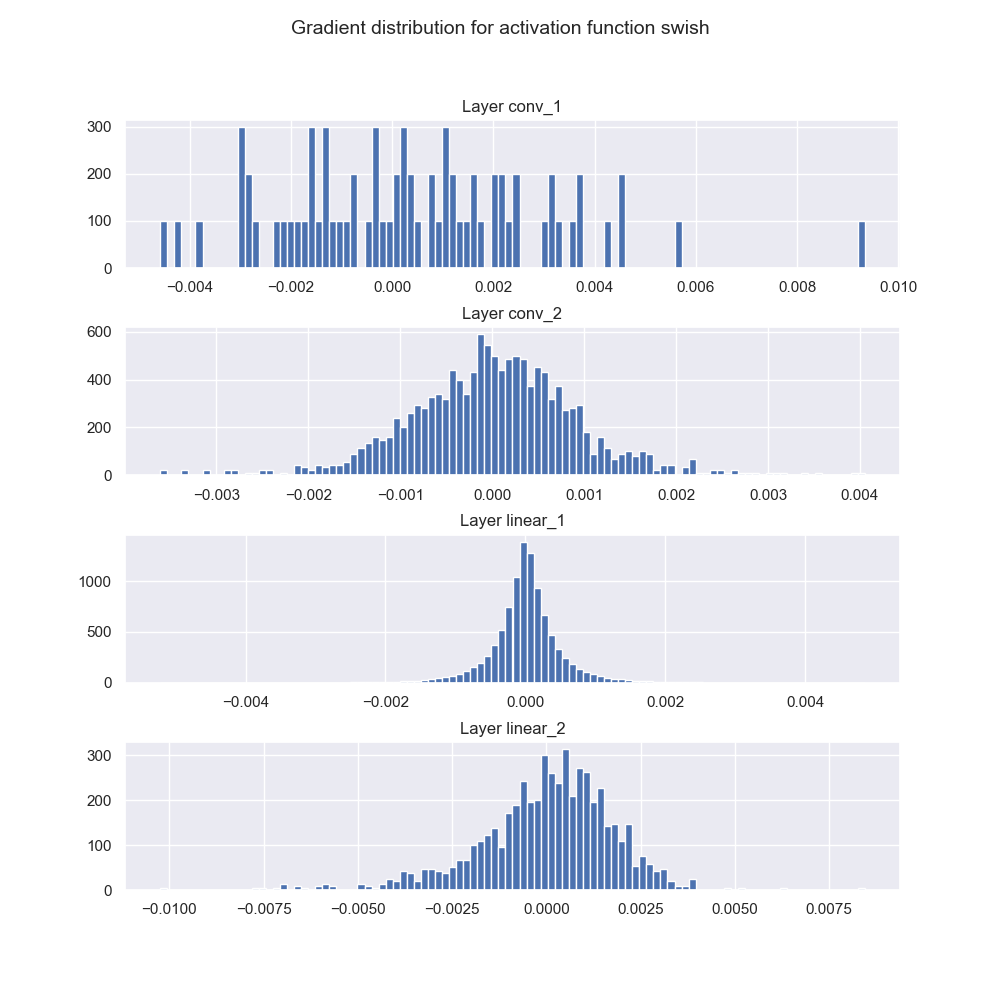 Gradient distribution for activation function swish
Layer conv_1
300
200
100
0
−0.004 −0.002 0.000 0.002 0.004 0.006 0.008 0.010
Layer conv_2
600
400
200
0
−0.003 −0.002 −0.001 0.000 0.001 0.002 0.003 0.004
Layer linear_1
1000
500
0
−0.004 −0.002 0.000 0.002 0.004
Layer linear_2
300
200
100
0
−0.0100 −0.0075 −0.0050 −0.0025 0.0000 0.0025 0.0050 0.0075